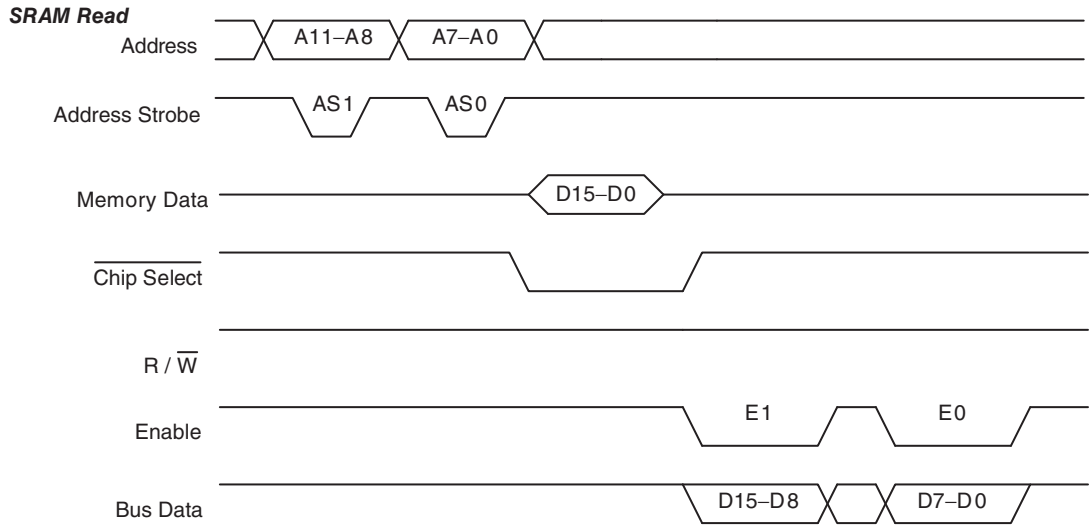 SRAM Read
Address
A11–A8
A7–A0
Address Strobe
AS1
AS0
Memory Data
D15–D0
Chip Select
R / W
Enable
E1
E0
Bus Data
D15–D8
D7–D0